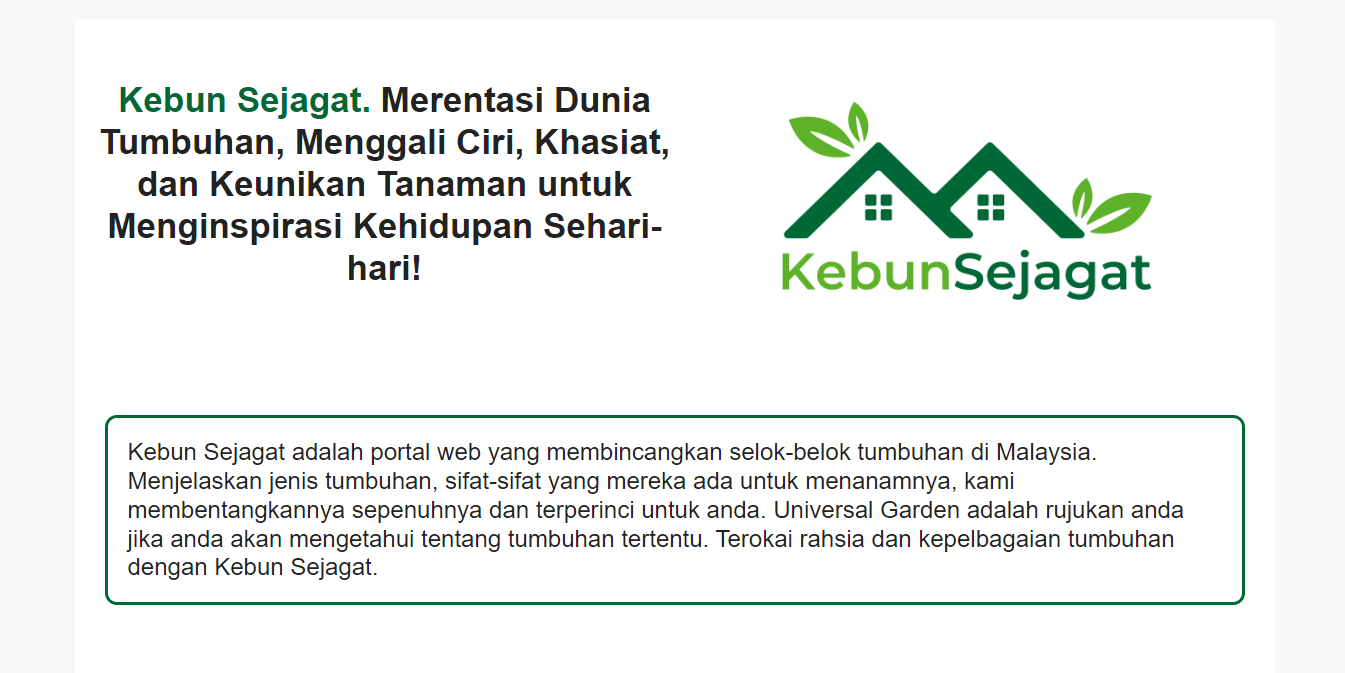 Kebun Sejagat. Merentasi Dunia
Tumbuhan, Menggali Ciri, Khasiat,
dan Keunikan Tanaman untuk
Menginspirasi Kehidupan Sehari-
hari!
KebunSejagat
Kebun Sejagat adalah portal web yang membincangkan selok-belok tumbuhan di Malaysia.
Menjelaskan jenis tumbuhan, sifat-sifat yang mereka ada untuk menanamnya, kami
membentangkannya sepenuhnya dan terperinci untuk anda. Universal Garden adalah rujukan anda
jika anda akan mengetahui tentang tumbuhan tertentu. Terokai rahsia dan kepelbagaian tumbuhan
dengan Kebun Sejagat.